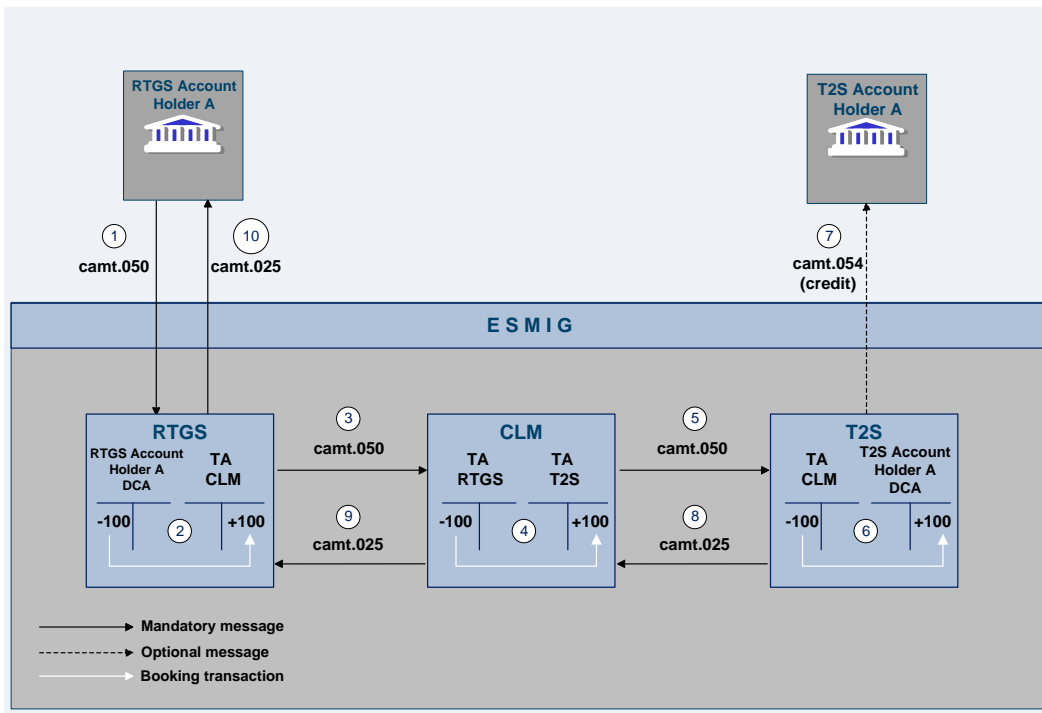 RTGS Account
Holder A
T2S Account
Holder A
1
camt.050
10
camt.025
7
camt.054
(credit)
E S M I G
RTGS
RTGS Account
Holder A
DCA
TA
CLM
-100
2
+100
3
camt.050
9
camt.025
CLM
TA
RTGS
TA
T2S
-100
4
+100
5
camt.050
8
camt.025
T2S
TA
CLM
T2S Account
Holder A
DCA
-100
6
+100
Mandatory message
Optional message
Booking transaction